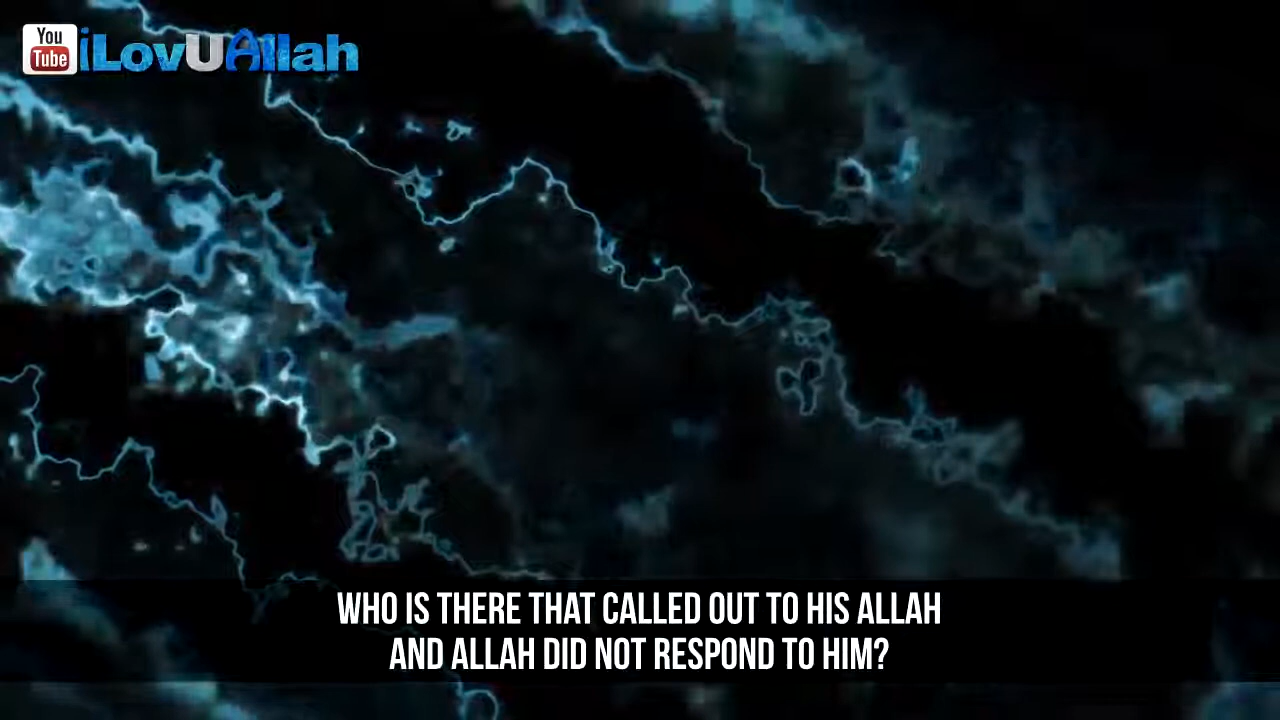 You
Tube
iLovUAllah
WHO IS THERE THAT CALLED OUT TO HIS ALLAH
AND ALLAH DID NOT RESPOND TO HIM?